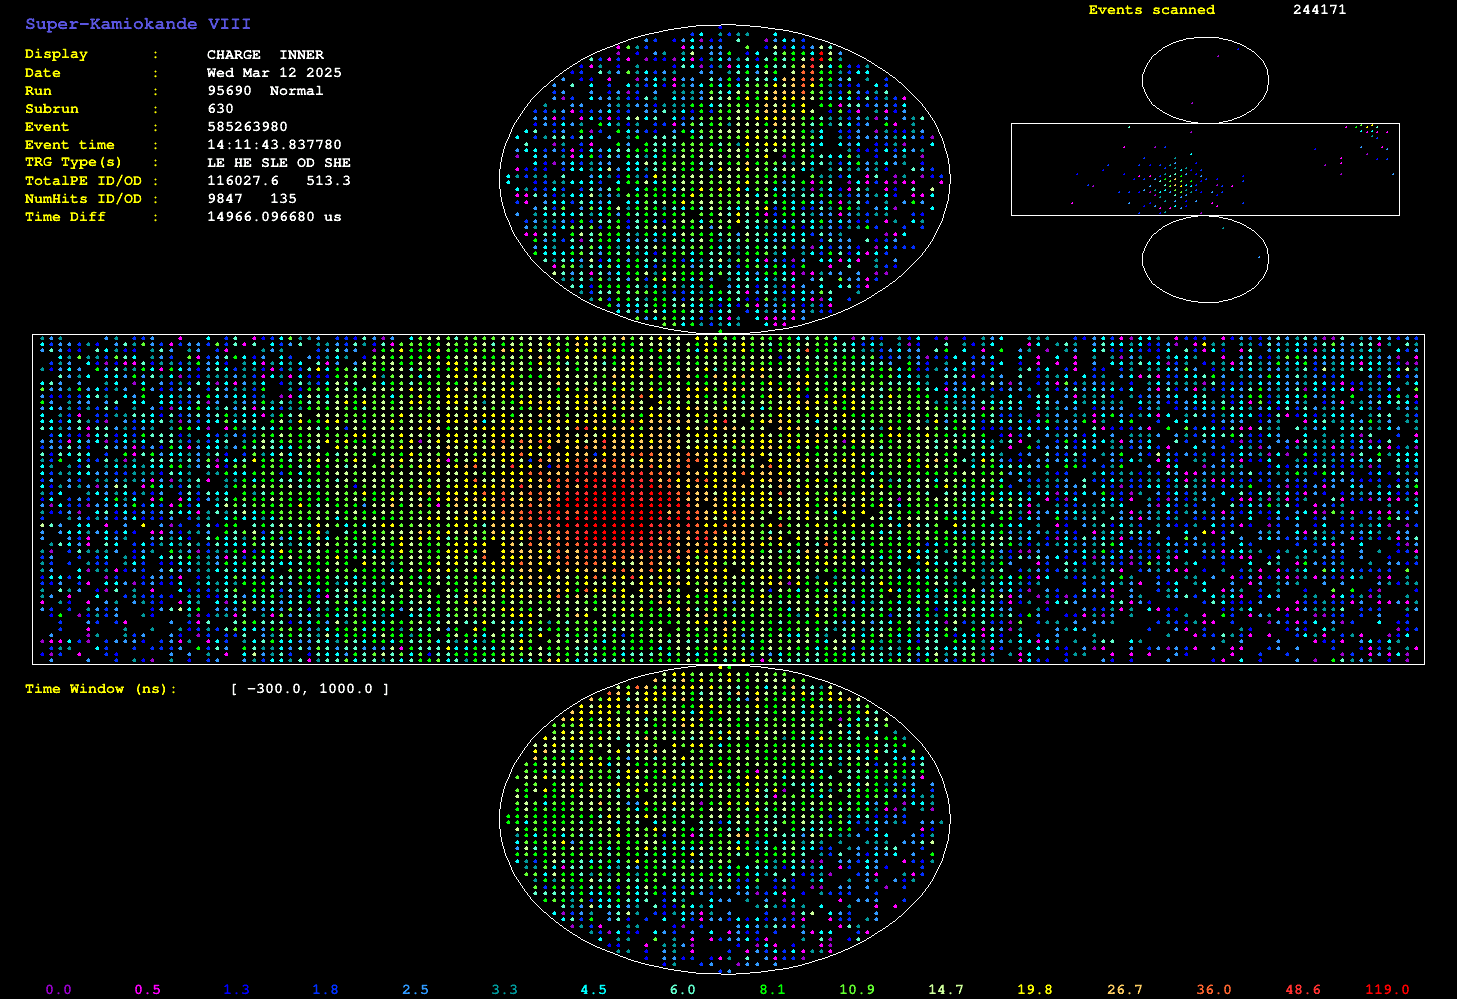 Super-Kamiokande VIII
Events scanned 244171
Display : CHARGE INNER
Date : Wed Mar 12 2025
Run : 95690 Normal
Subrun : 630
Event : 585263980
Event time : 14:11:43.837780
TRG Type(s) : LE HE SLE OD SHE
TotalPE ID/OD : 116027.6 513.3
NumHits ID/OD : 9847 135
Time Diff : 14966.096680 us
Time Window (ns): [ -300.0, 1000.0 ]
0.0 0.5 1.3 1.8 2.5 3.3 4.5 6.0 8.1 10.9 14.7 19.8 26.7 36.0 48.6 119.0